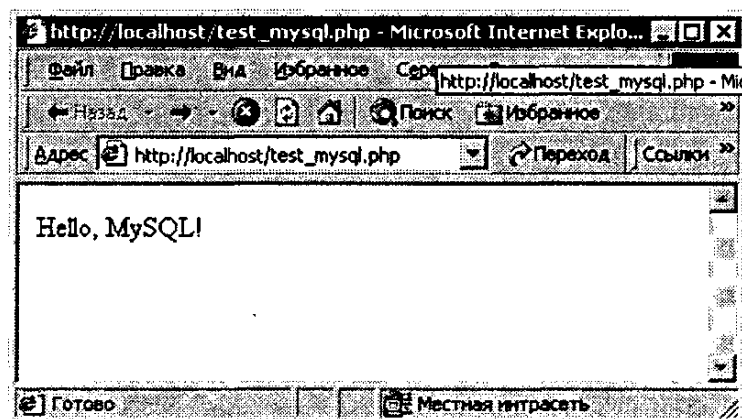 http://localhost/test_mysql.php - Microsoft Internet Explo...
Файл Правка Вид Избранное
http://localhost/test_mysql.php - Mic
Назад Поиск Избранное »
Адрес http://localhost/test_mysql.php Переход Ссылки »
Hello, MySQL!
Готово Местная интрасеть